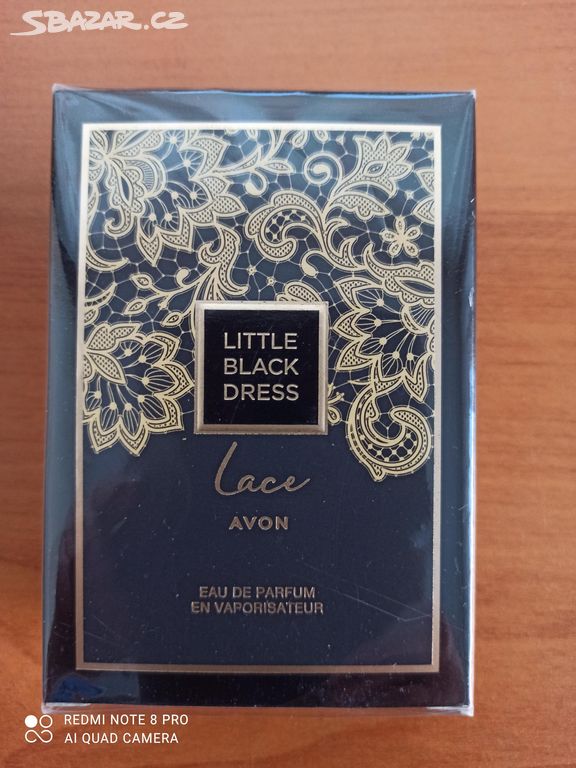 SBAZAR.CZ
LITTLE
BLACK
DRESS
Lace
AVON
EAU DE PARFUM
EN VAPORISATEUR
REDMI NOTE 8 PRO
AI QUAD CAMERA